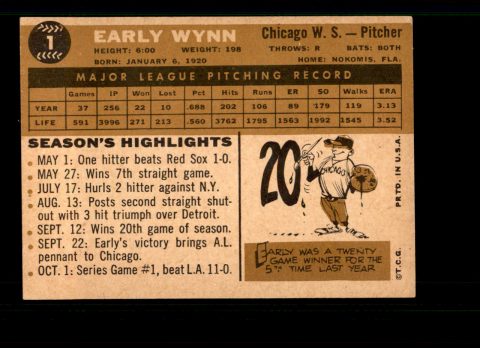 1
EARLY WYNN
Chicago W. S. — Pitcher
HEIGHT: 6:00 WEIGHT: 198 THROWS: R BATS: BOTH
BORN: JANUARY 6, 1920 HOME: NOKOMIS, FLA.
MAJOR LEAGUE PITCHING RECORD
Games IP Won Lost Pct. Hits Runs ER SO Walks ERA
YEAR 37 256 22 10 .688 202 106 89 179 119 3.13
LIFE 591 3996 271 213 .560 3762 1795 1563 1992 1545 3.52
SEASON'S HIGHLIGHTS
• MAY 1: One hitter beats Red Sox 1-0.
• MAY 27: Wins 7th straight game.
• JULY 17: Hurls 2 hitter against N.Y.
• AUG. 13: Posts second straight shut-
out with 3 hit triumph over Detroit.
• SEPT. 12: Wins 20th game of season.
• SEPT. 22: Early's victory brings A.L.
pennant to Chicago.
• OCT. 1: Series Game #1, beat L.A. 11-0.
20
CHICAGO
EARLY WAS A TWENTY
GAME WINNER FOR THE
5TH TIME LAST YEAR
©T.C.G. PRTD. IN U.S.A.